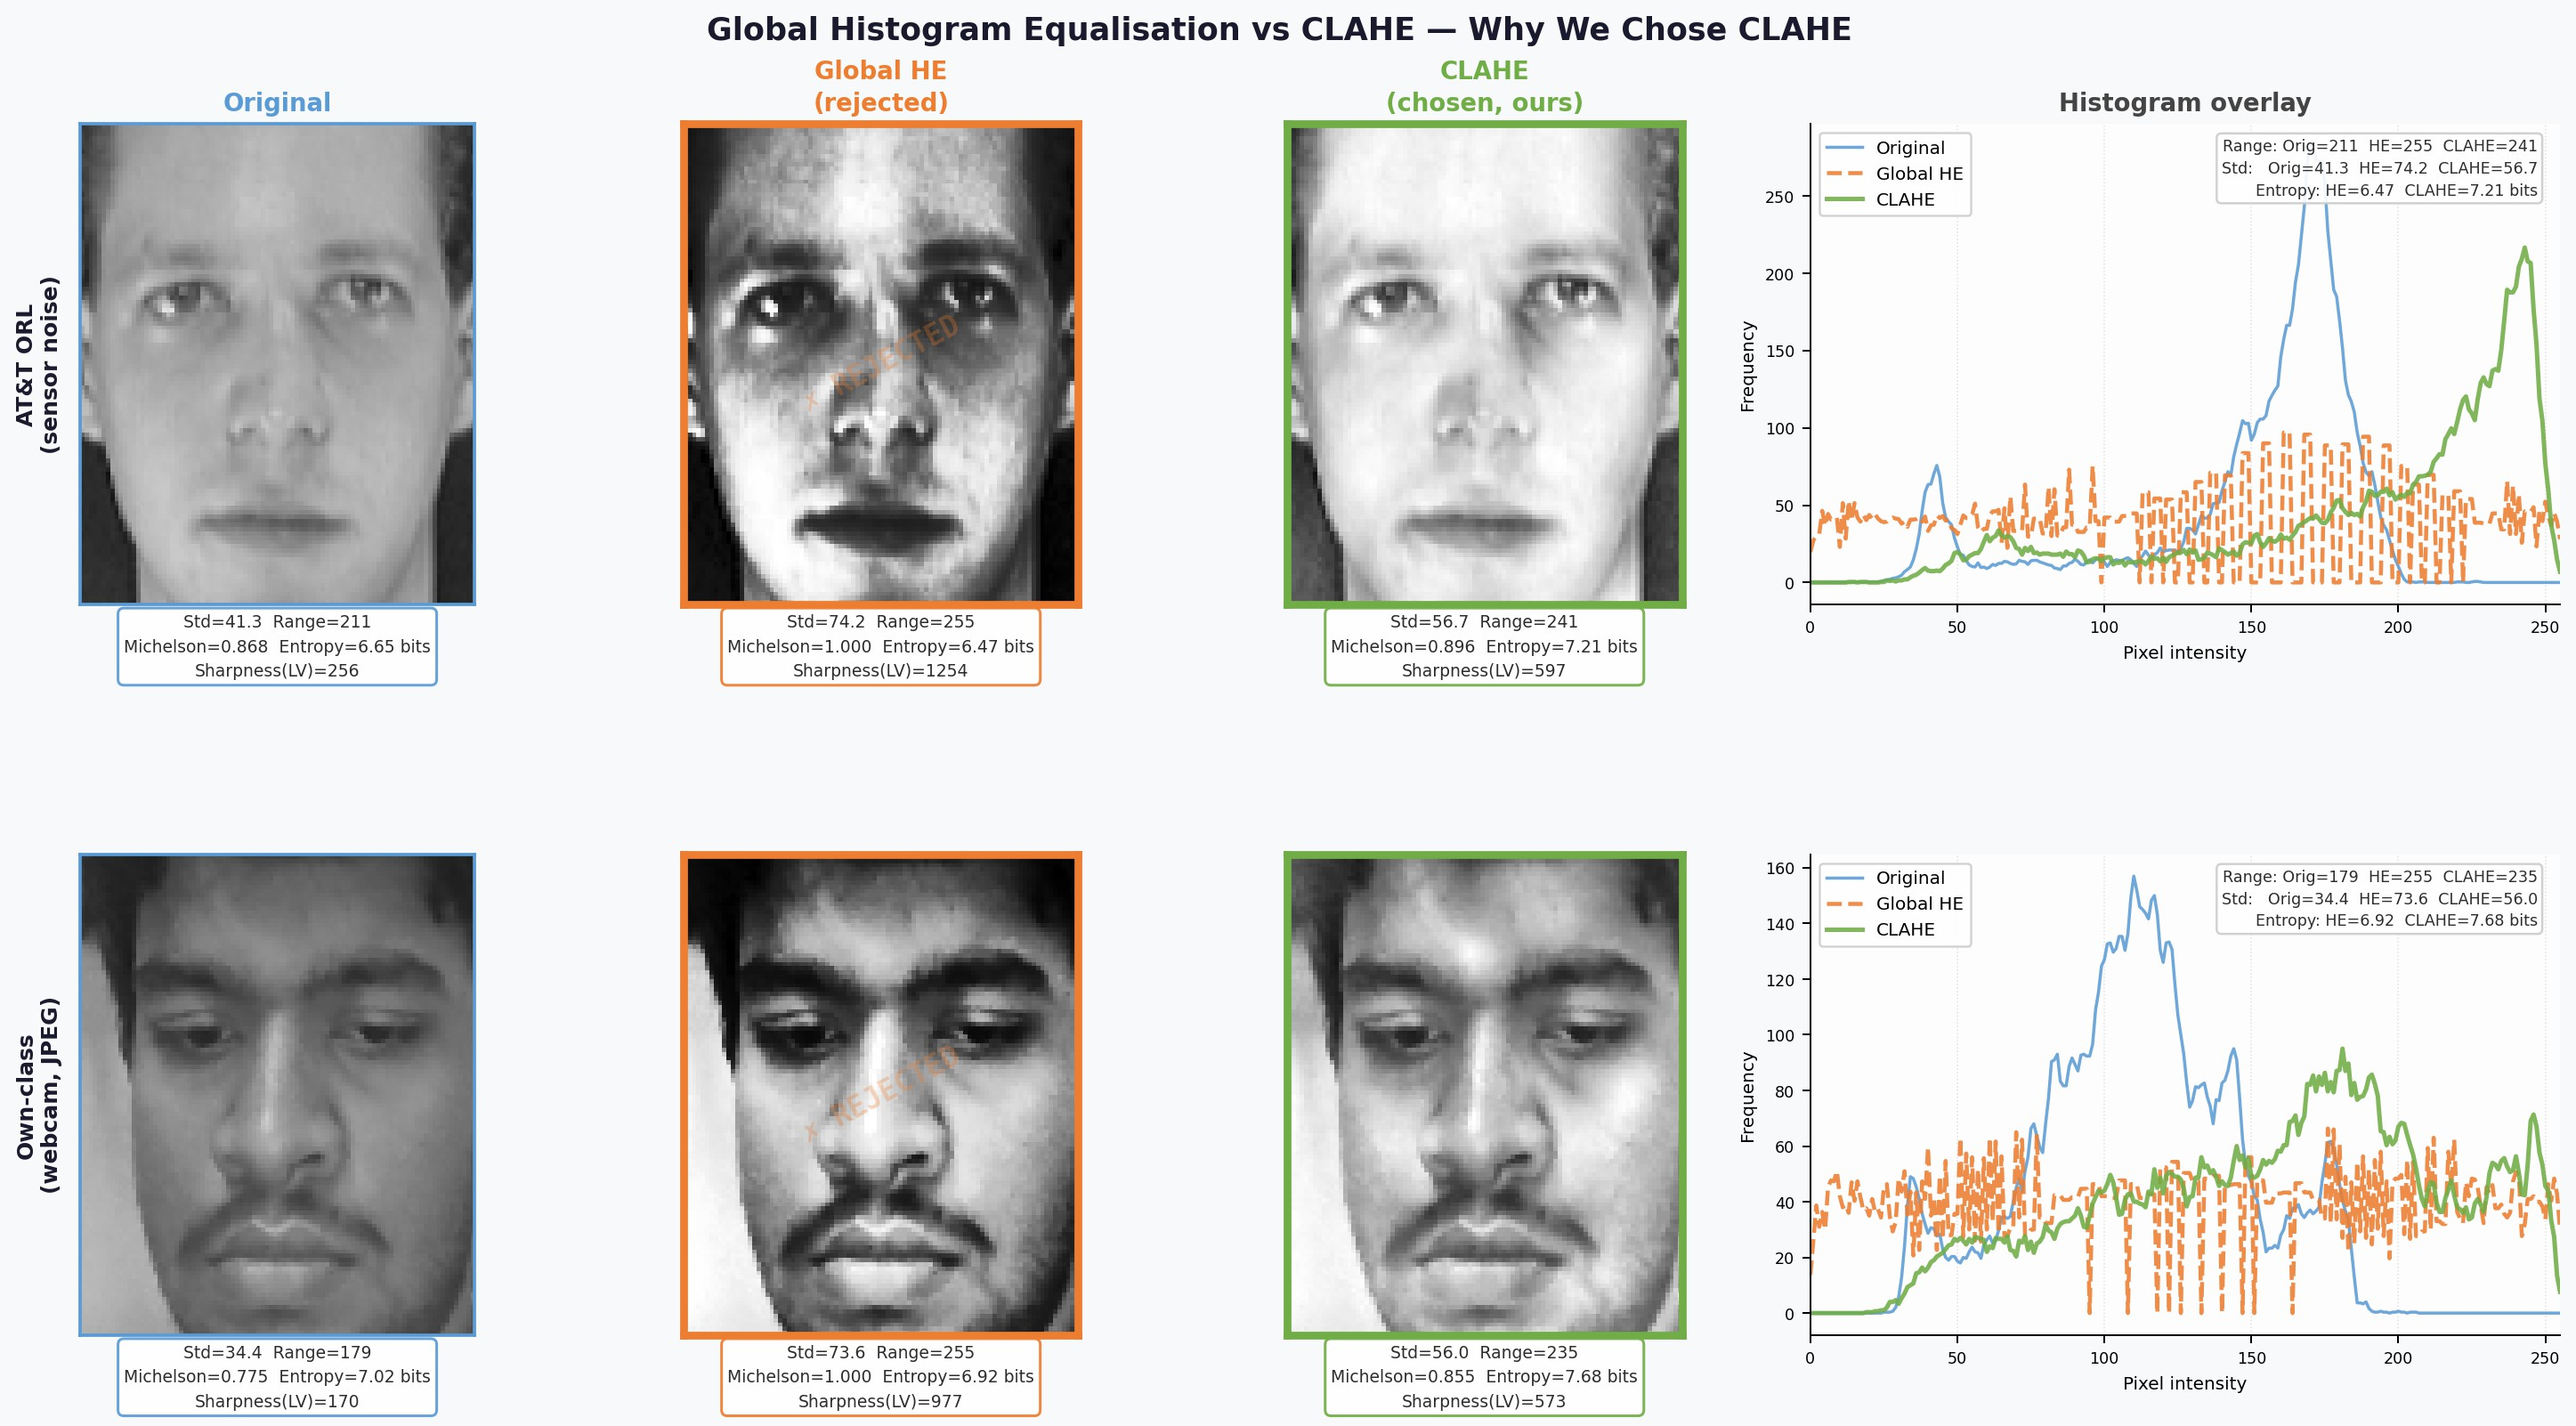 Global Histogram Equalisation vs CLAHE — Why We Chose CLAHE
Original
Global HE
(rejected)
CLAHE
(chosen, ours)
Histogram overlay
AT&T ORL
(sensor noise)
x REJECTED
Std=41.3 Range=211
Michelson=0.868 Entropy=6.65 bits
Sharpness(LV)=256
Std=74.2 Range=255
Michelson=1.000 Entropy=6.47 bits
Sharpness(LV)=1254
Std=56.7 Range=241
Michelson=0.896 Entropy=7.21 bits
Sharpness(LV)=597
Original
Global HE
CLAHE
Range: Orig=211 HE=255 CLAHE=241
Std: Orig=41.3 HE=74.2 CLAHE=56.7
Entropy: HE=6.47 CLAHE=7.21 bits
Frequency
250
200
150
100
50
0
0 50 100 150 200 250
Pixel intensity
Own-class
(webcam, JPEG)
x REJECTED
Std=34.4 Range=179
Michelson=0.775 Entropy=7.02 bits
Sharpness(LV)=170
Std=73.6 Range=255
Michelson=1.000 Entropy=6.92 bits
Sharpness(LV)=977
Std=56.0 Range=235
Michelson=0.855 Entropy=7.68 bits
Sharpness(LV)=573
Original
Global HE
CLAHE
Range: Orig=179 HE=255 CLAHE=235
Std: Orig=34.4 HE=73.6 CLAHE=56.0
Entropy: HE=6.92 CLAHE=7.68 bits
Frequency
160
140
120
100
80
60
40
20
0
0 50 100 150 200 250
Pixel intensity